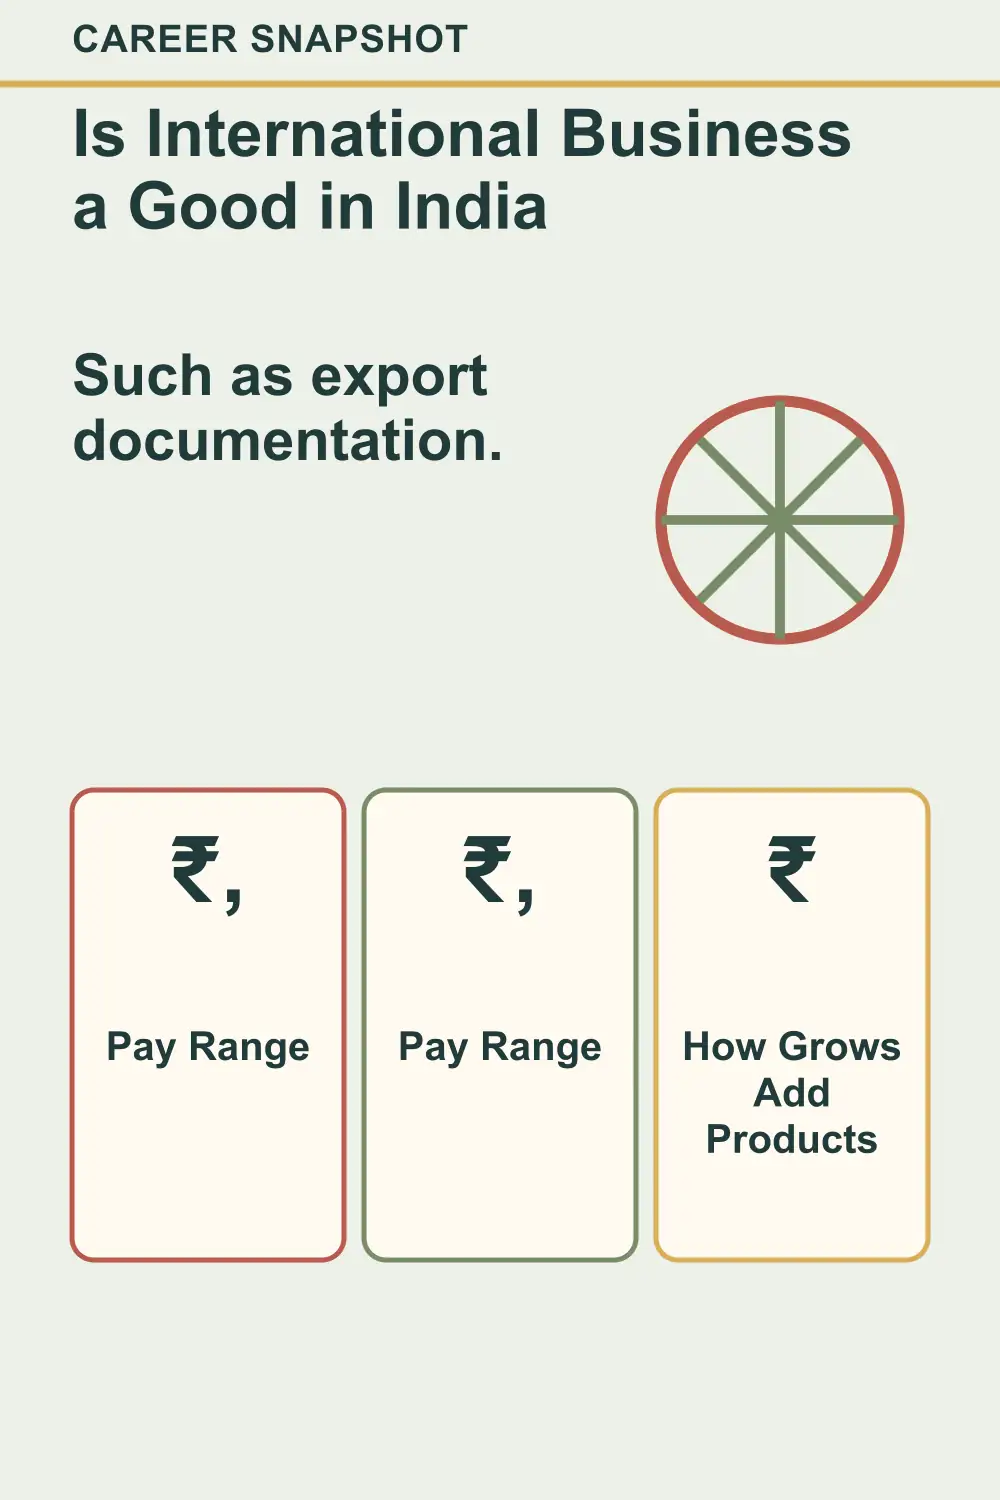 CAREER SNAPSHOT
Is International Business
a Good in India
Such as export
documentation.
₹,
Pay Range
₹,
Pay Range
₹
How Grows
Add
Products